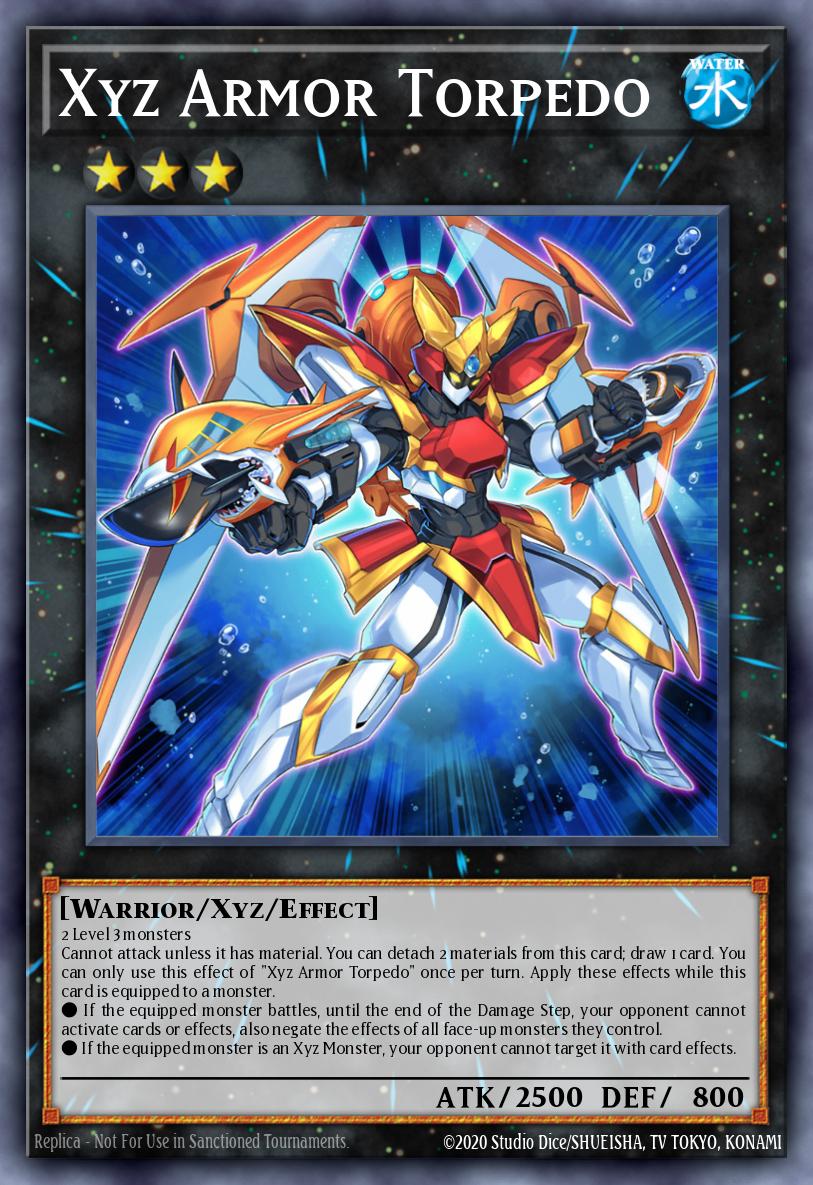 Xyz Armor Torpedo
WATER
水
[Warrior/Xyz/Effect]
2 Level 3 monsters
Cannot attack unless it has material. You can detach 2 materials from this card; draw 1 card. You
can only use this effect of "Xyz Armor Torpedo" once per turn. Apply these effects while this
card is equipped to a monster.
● If the equipped monster battles, until the end of the Damage Step, your opponent cannot
activate cards or effects, also negate the effects of all face-up monsters they control.
● If the equipped monster is an Xyz Monster, your opponent cannot target it with card effects.
ATK/2500 DEF/ 800
Replica - Not For Use in Sanctioned Tournaments.
©2020 Studio Dice/SHUEISHA, TV TOKYO, KONAMI